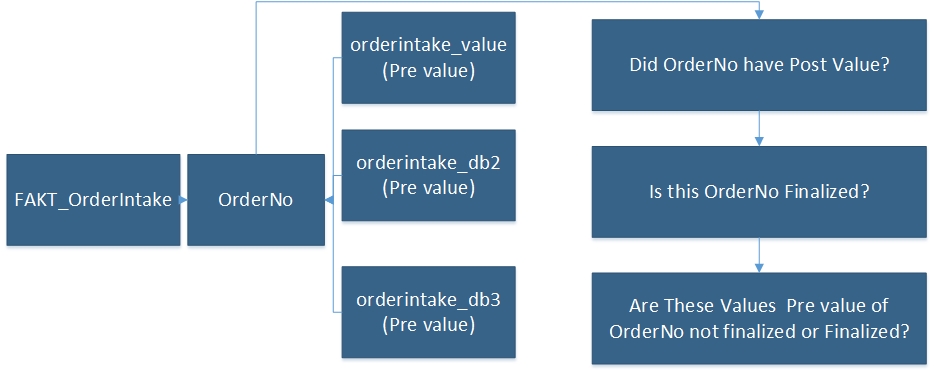 FAKT_OrderIntake
OrderNo
orderintake_value
(Pre value)
orderintake_db2
(Pre value)
orderintake_db3
(Pre value)
Did OrderNo have Post Value?
Is this OrderNo Finalized?
Are These Values  Pre value of
OrderNo not finalized or Finalized?